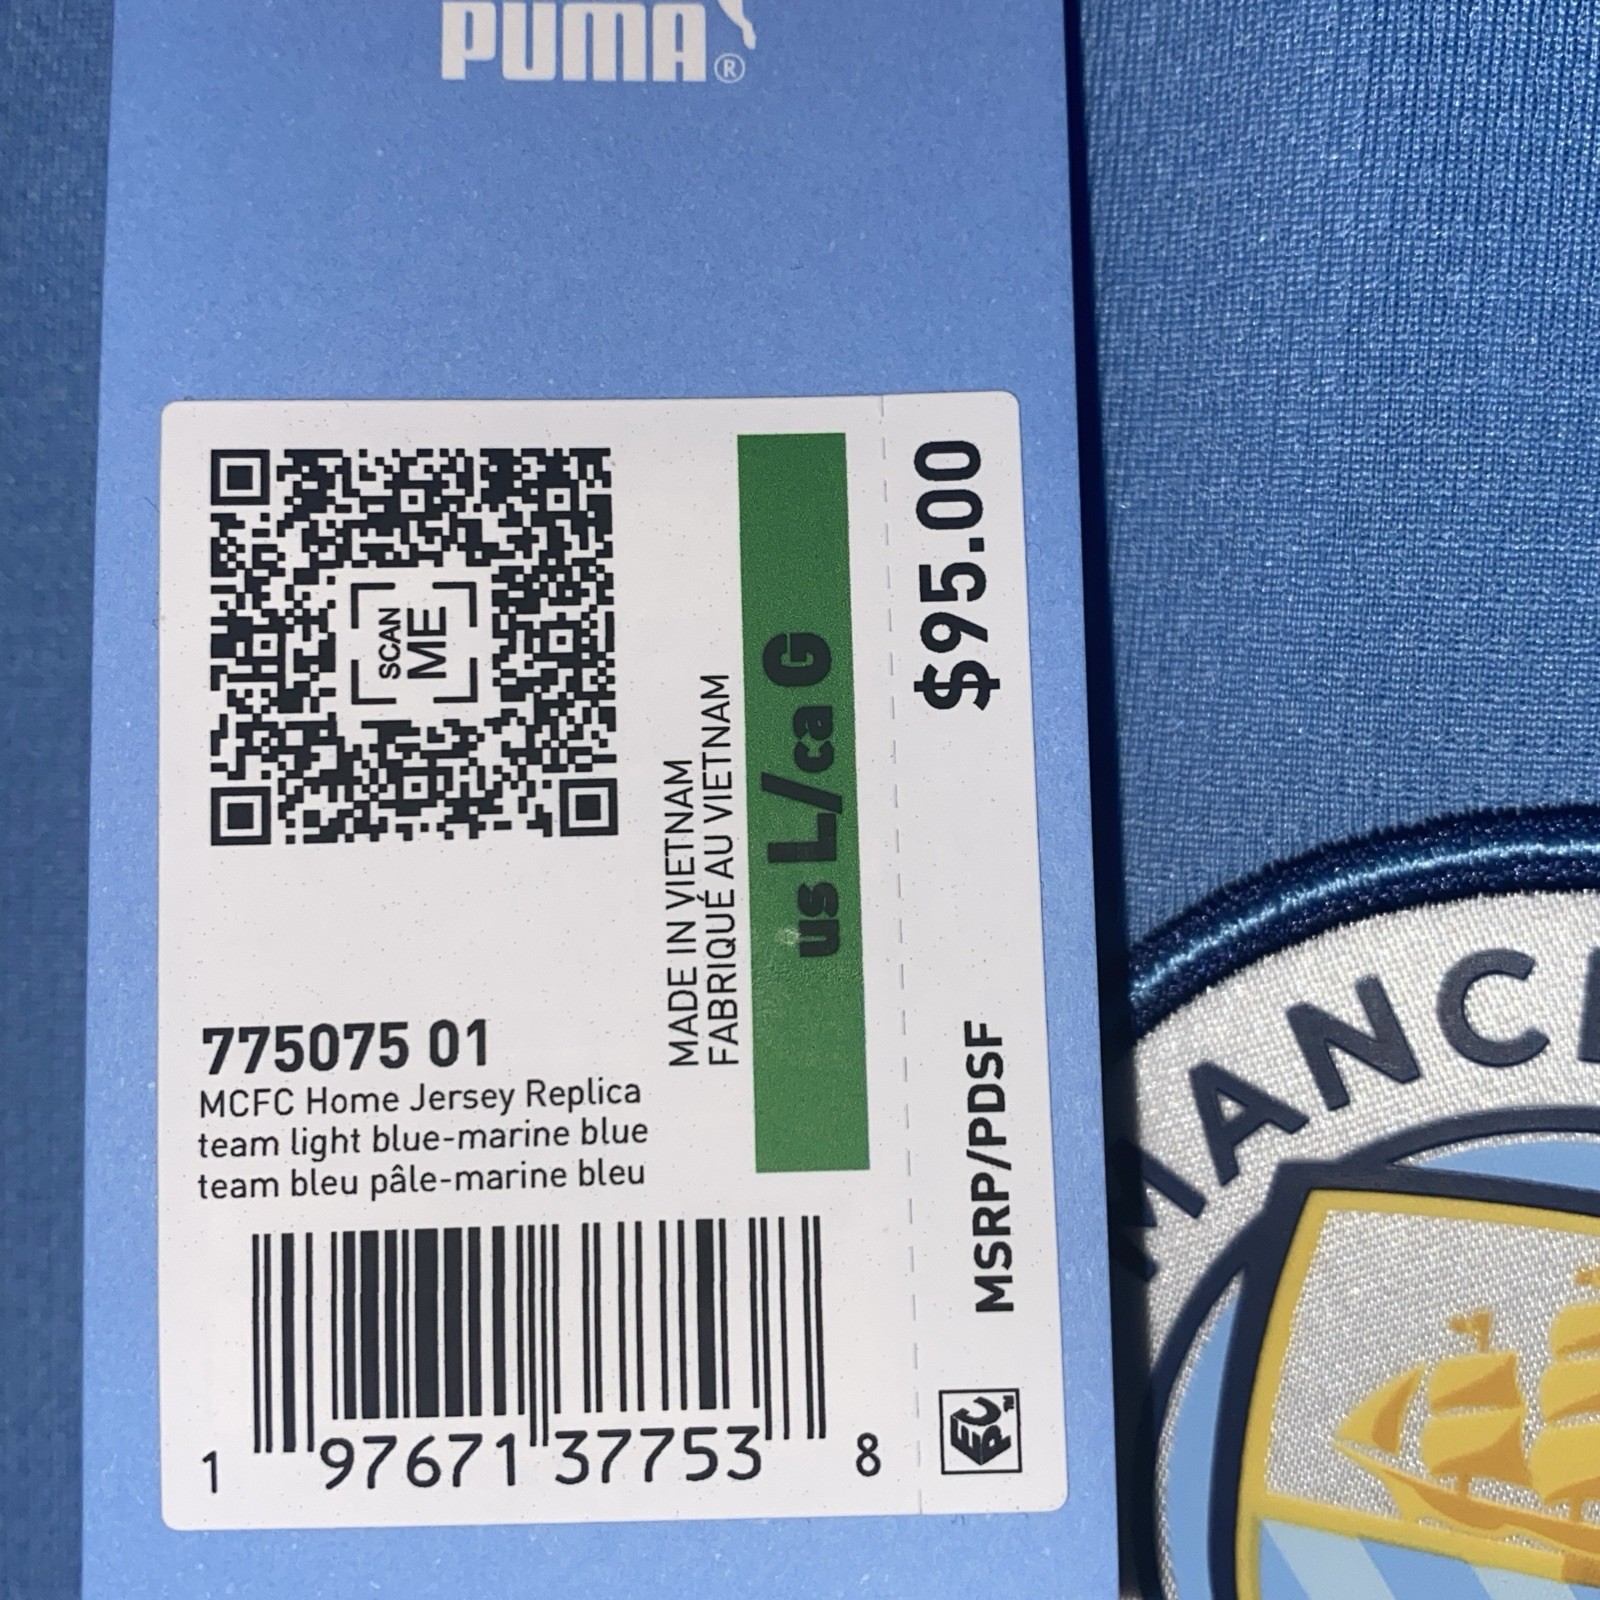 PUMA®
SCAN
ME
MADE IN VIETNAM
FABRIQUÉ AU VIETNAM
us L/ca G
$95.00
MSRP/PDSF
775075 01
MCFC Home Jersey Replica
team light blue-marine blue
team bleu pâle-marine bleu
1 97671 37753 8
EPC™
MANC